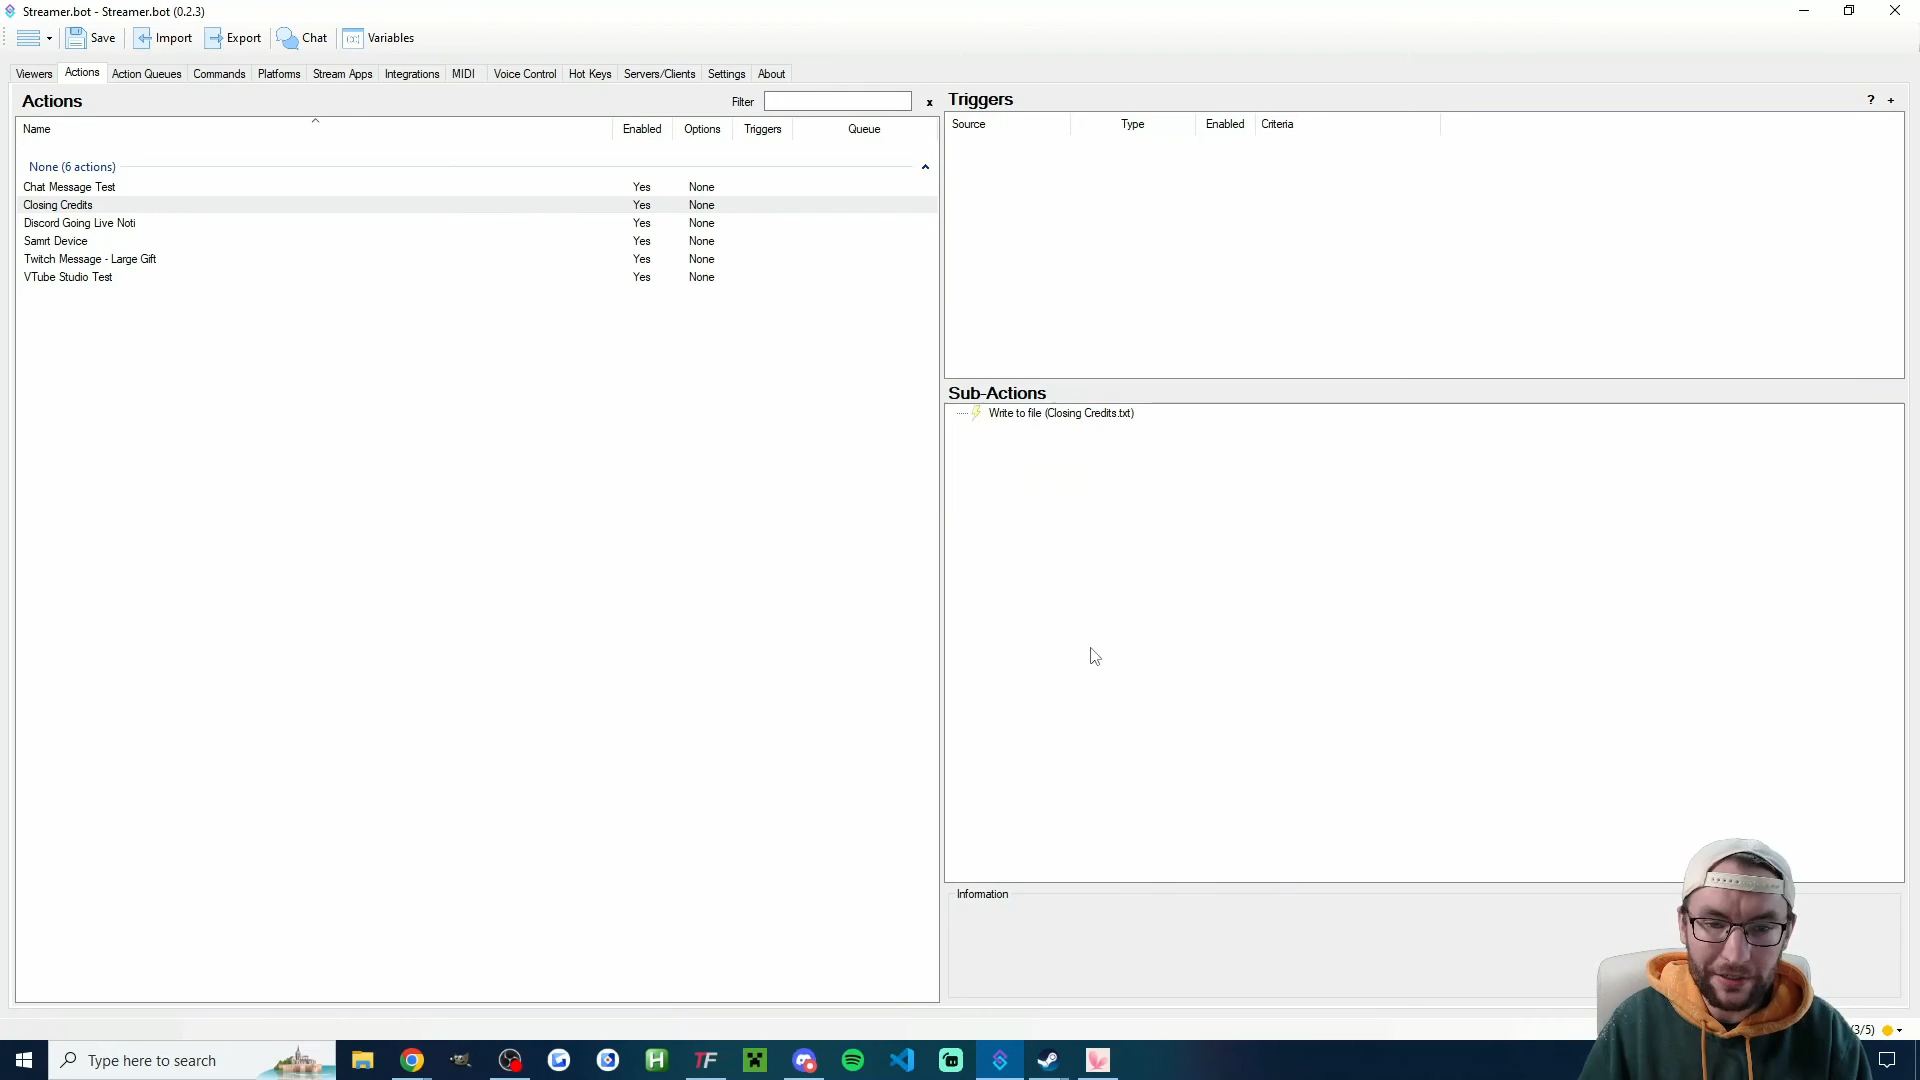 Streamer.bot - Streamer.bot (0.2.3)
Save Import Export Chat Variables
Viewers Actions Action Queues Commands Platforms Stream Apps Integrations MIDI Voice Control Hot Keys Servers/Clients Settings About
Actions Filter x
Name Enabled Options Triggers Queue
None (6 actions)
Chat Message Test Yes None
Closing Credits Yes None
Discord Going Live Noti Yes None
Samrt Device Yes None
Twitch Message - Large Gift Yes None
VTube Studio Test Yes None
Triggers ? +
Source Type Enabled Criteria
Sub-Actions
Write to file (Closing Credits.txt)
Information
3/5)
Type here to search
H
TF